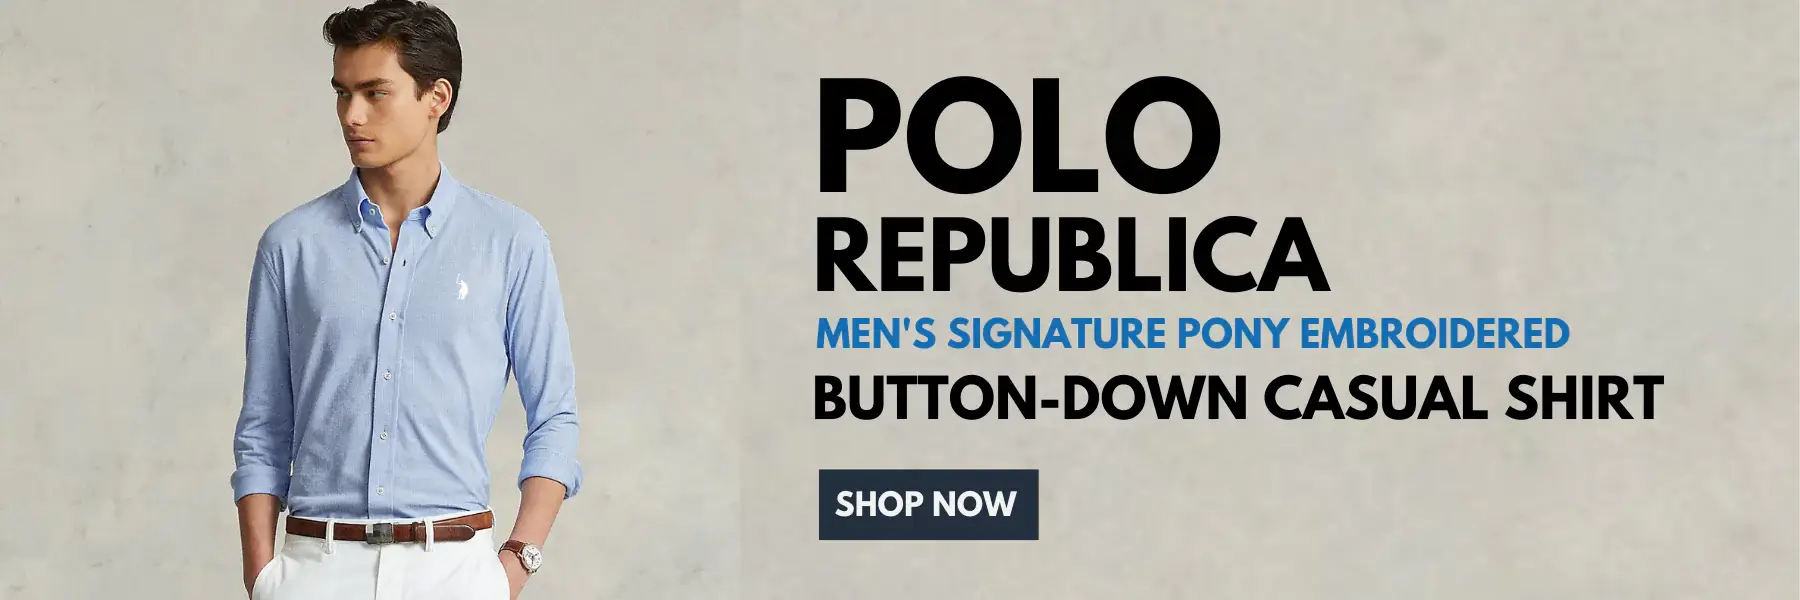 POLO
REPUBLICA
MEN'S SIGNATURE PONY EMBROIDERED
BUTTON-DOWN CASUAL SHIRT
SHOP NOW